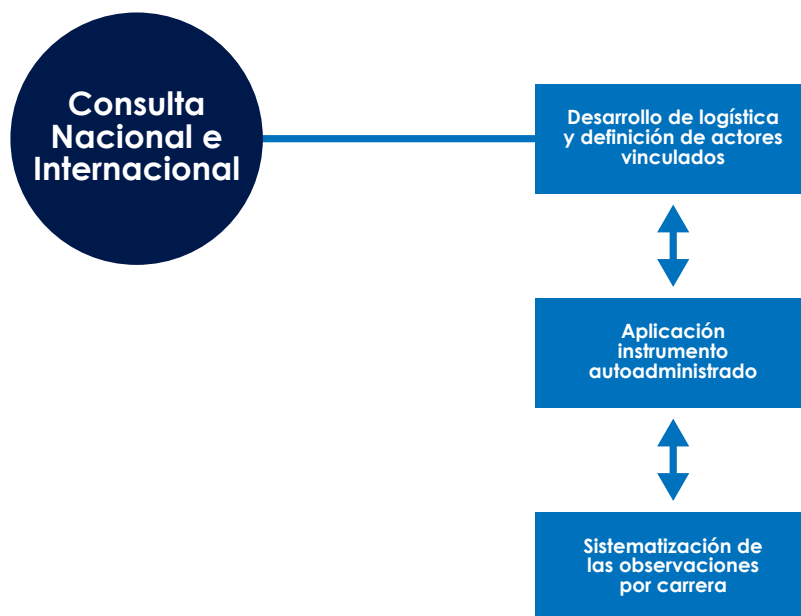 Consulta
Nacional e
Internacional
Desarrollo de logística
y definición de actores
vinculados
Aplicación
instrumento
autoadministrado
Sistematización de
las observaciones
por carrera